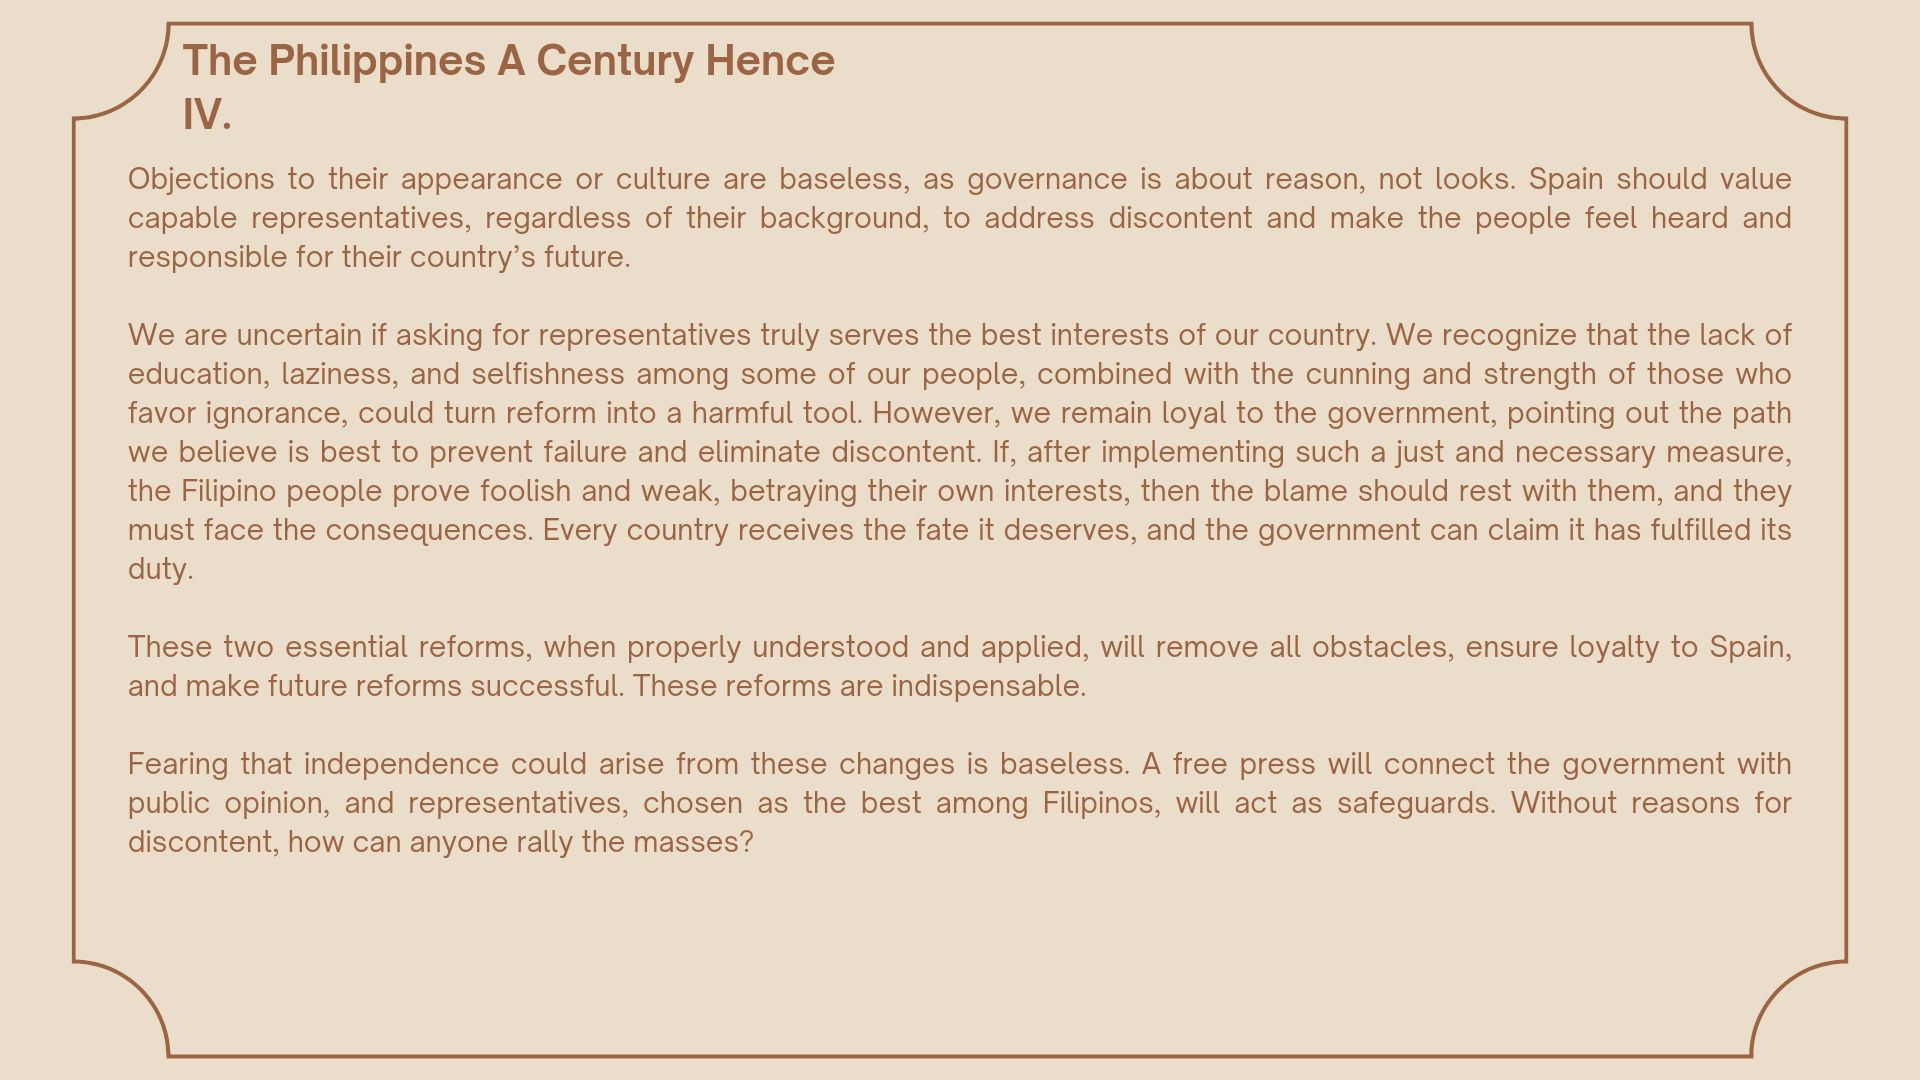 The Philippines A Century Hence
IV.
Objections to their appearance or culture are baseless, as governance is about reason, not looks. Spain should value
capable representatives, regardless of their background, to address discontent and make the people feel heard and
responsible for their country’s future.
We are uncertain if asking for representatives truly serves the best interests of our country. We recognize that the lack of
education, laziness, and selfishness among some of our people, combined with the cunning and strength of those who
favor ignorance, could turn reform into a harmful tool. However, we remain loyal to the government, pointing out the path
we believe is best to prevent failure and eliminate discontent. If, after implementing such a just and necessary measure,
the Filipino people prove foolish and weak, betraying their own interests, then the blame should rest with them, and they
must face the consequences. Every country receives the fate it deserves, and the government can claim it has fulfilled its
duty.
These two essential reforms, when properly understood and applied, will remove all obstacles, ensure loyalty to Spain,
and make future reforms successful. These reforms are indispensable.
Fearing that independence could arise from these changes is baseless. A free press will connect the government with
public opinion, and representatives, chosen as the best among Filipinos, will act as safeguards. Without reasons for
discontent, how can anyone rally the masses?